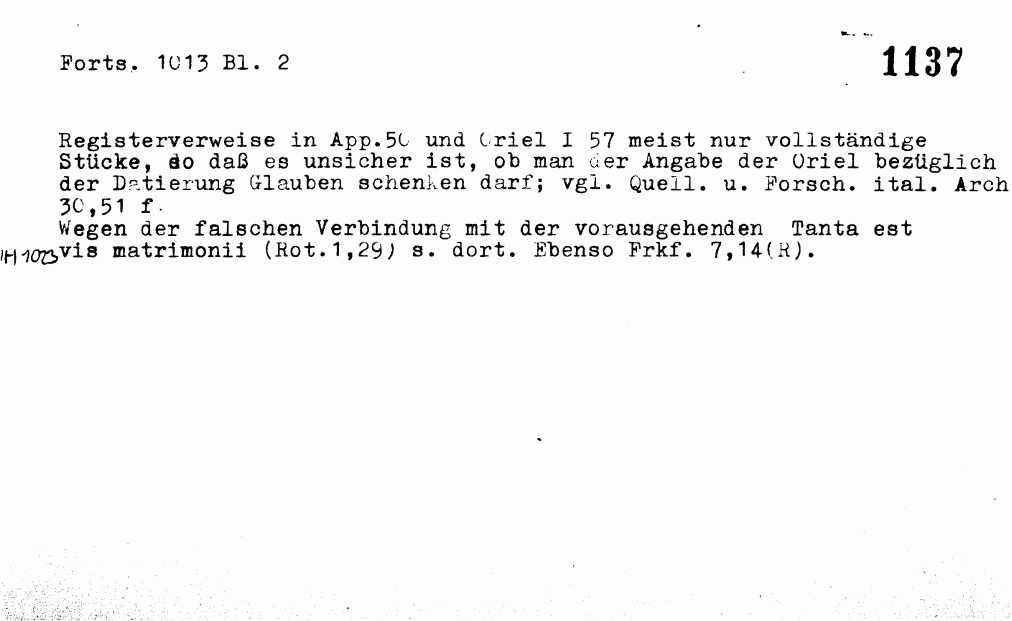 Forts. 1013 Bl. 2
1137
Registerverweise in App.50 und Oriel I 57 meist nur vollständige
Stücke, so daß es unsicher ist, ob man der Angabe der Oriel bezüglich
der Datierung Glauben schenken darf; vgl. Quell. u. Forsch. ital. Arch
30,51 f.
Wegen der falschen Verbindung mit der vorausgehenden Tanta est
vis matrimonii (Rot.1,29) s. dort. Ebenso Frkf. 7,14(R).